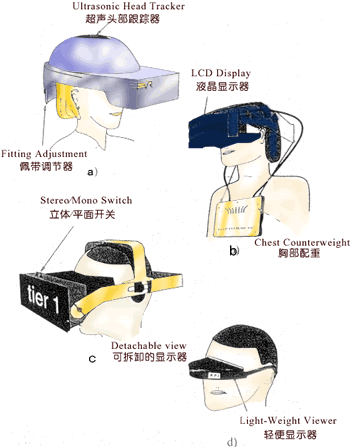 Ultrasonic Head Tracker
超声头部跟踪器
LCD Display
液晶显示器
Fitting Adjustment
佩带调节器
a)
Stereo/Mono Switch
立体/平面开关
b)
Chest Counterweight
胸部配重
tier 1
Detachable view
可拆卸的显示器
c
Light-Weight Viewer
轻便显示器
d)